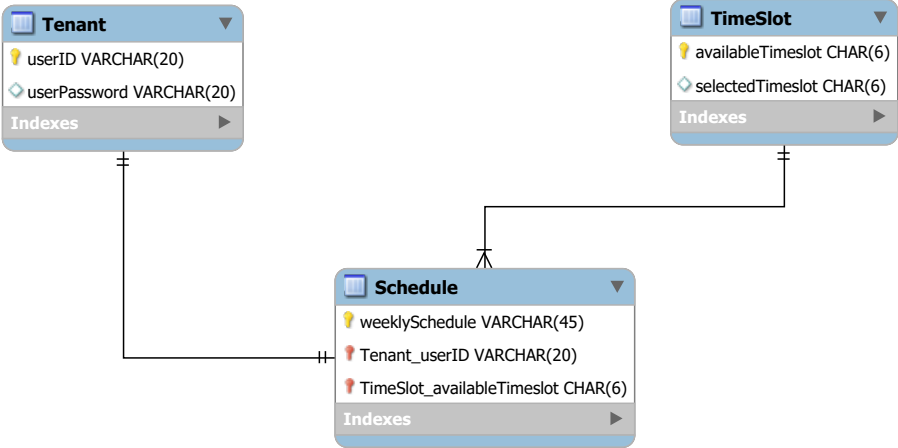 Tenant
userID VARCHAR(20)
userPassword VARCHAR(20)
Indexes
TimeSlot
availableTimeslot CHAR(6)
selectedTimeslot CHAR(6)
Indexes
Schedule
weeklySchedule VARCHAR(45)
Tenant_userID VARCHAR(20)
TimeSlot_availableTimeslot CHAR(6)
Indexes